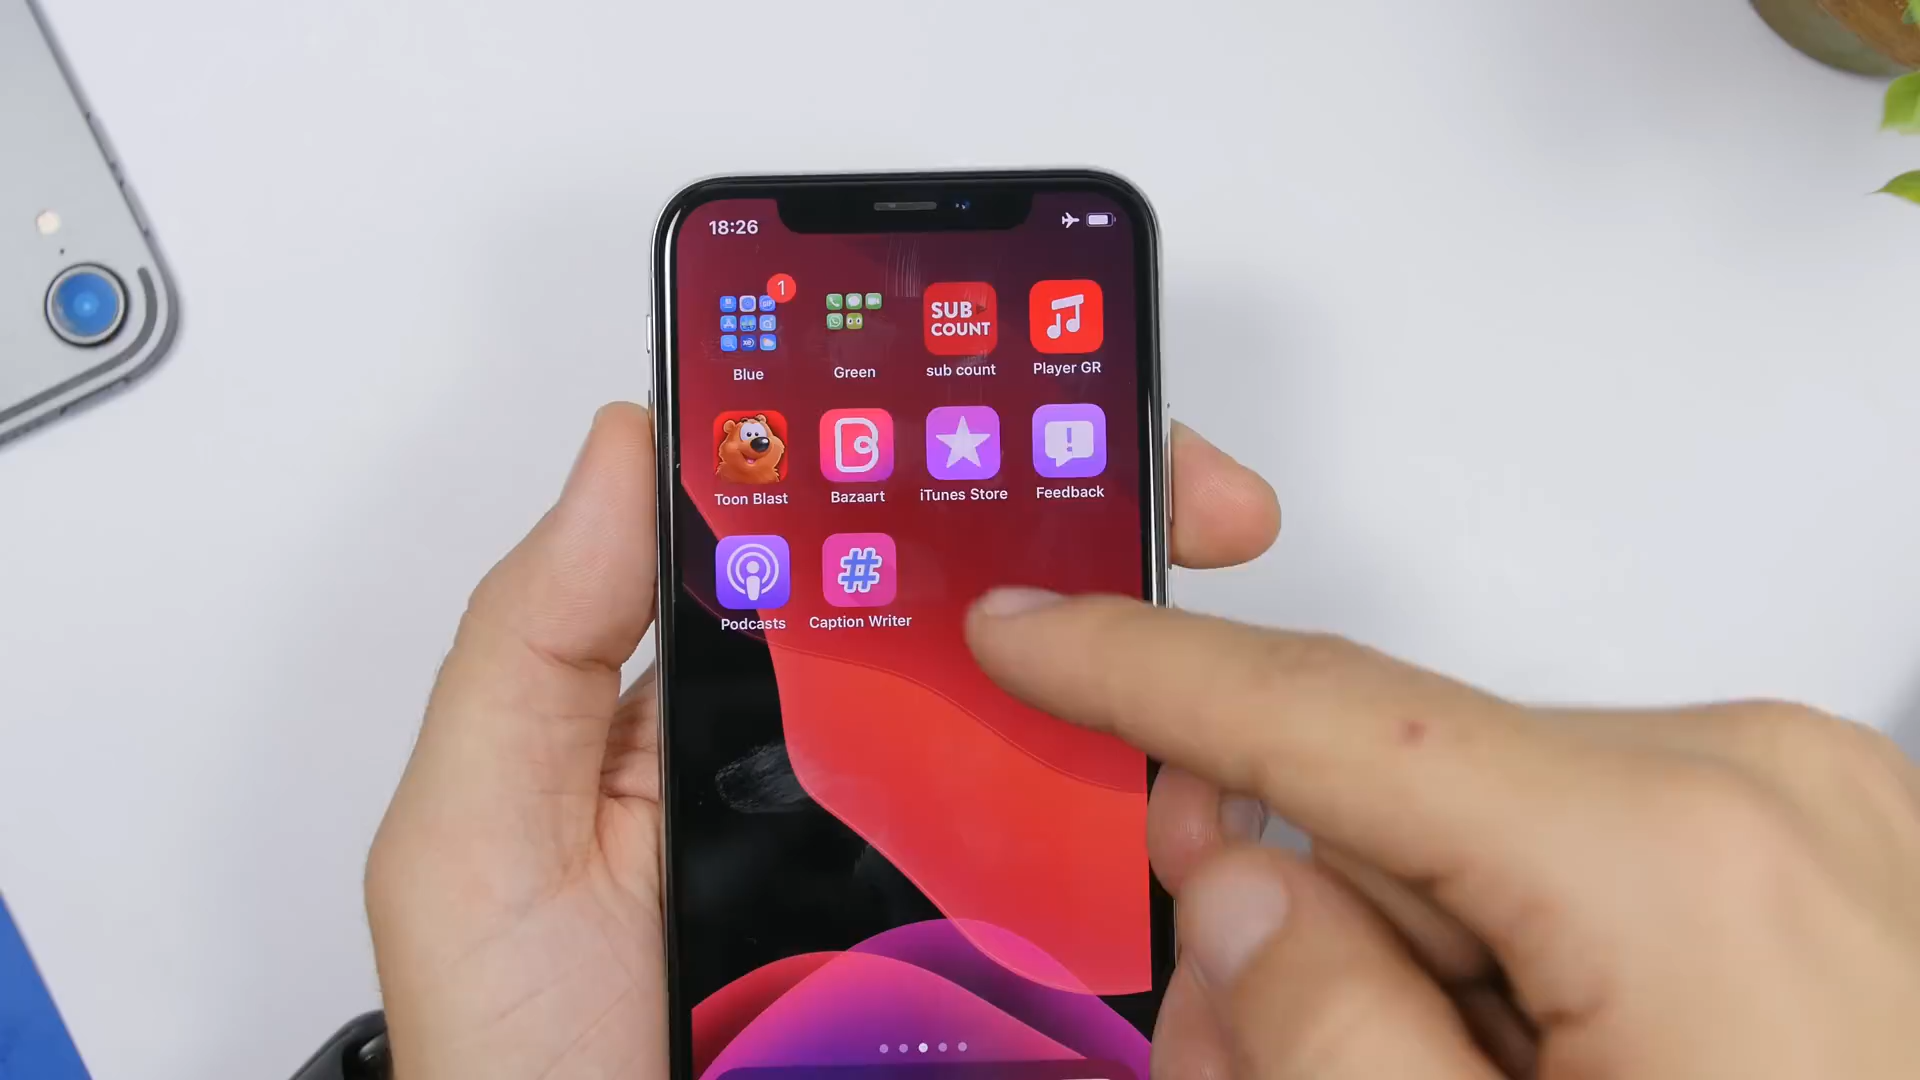 18:26
1
SUB
COUNT
Blue
Green
sub count
Player GR
Toon Blast
Bazaart
iTunes Store
Feedback
#
Podcasts
Caption Writer